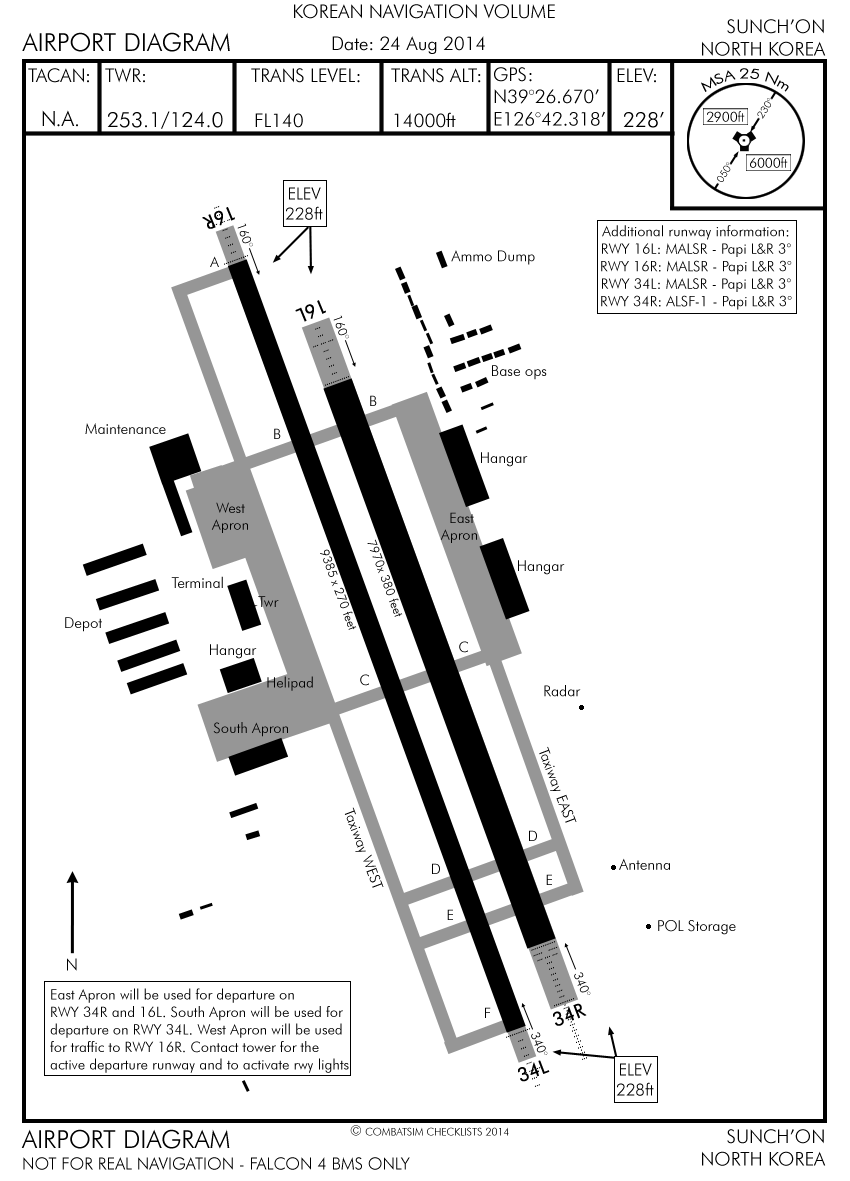 KOREAN NAVIGATION VOLUME
AIRPORT DIAGRAM
Date: 24 Aug 2014
SUNCH'ON
NORTH KOREA
TACAN:
N.A.
TWR:
253.1/124.0
TRANS LEVEL:
FL140
TRANS ALT:
14000ft
GPS:
N39°26.670'
E126°42.318'
ELEV:
228'
MSA 25 Nm
2900ft
230°
050°
6000ft
16R
160°
A
ELEV
228ft
16L
160°
Ammo Dump
Additional runway information:
RWY 16L: MALSR - Papi L&R 3°
RWY 16R: MALSR - Papi L&R 3°
RWY 34L: MALSR - Papi L&R 3°
RWY 34R: ALSF-1 - Papi L&R 3°
Base ops
B
B
Maintenance
Hangar
West
Apron
East
Apron
9385 x 270 feet
7970x 380 feet
Hangar
Terminal
Twr
Depot
Hangar
Helipad
C
C
South Apron
Radar
Taxiway WEST
Taxiway EAST
D
D
E
E
Antenna
POL Storage
N
F
340°
34R
340°
34L
ELEV
228ft
East Apron will be used for departure on
RWY 34R and 16L. South Apron will be used for
departure on RWY 34L. West Apron will be used
for traffic to RWY 16R. Contact tower for the
active departure runway and to activate rwy lights
© COMBATSIM CHECKLISTS 2014
AIRPORT DIAGRAM
NOT FOR REAL NAVIGATION - FALCON 4 BMS ONLY
SUNCH'ON
NORTH KOREA